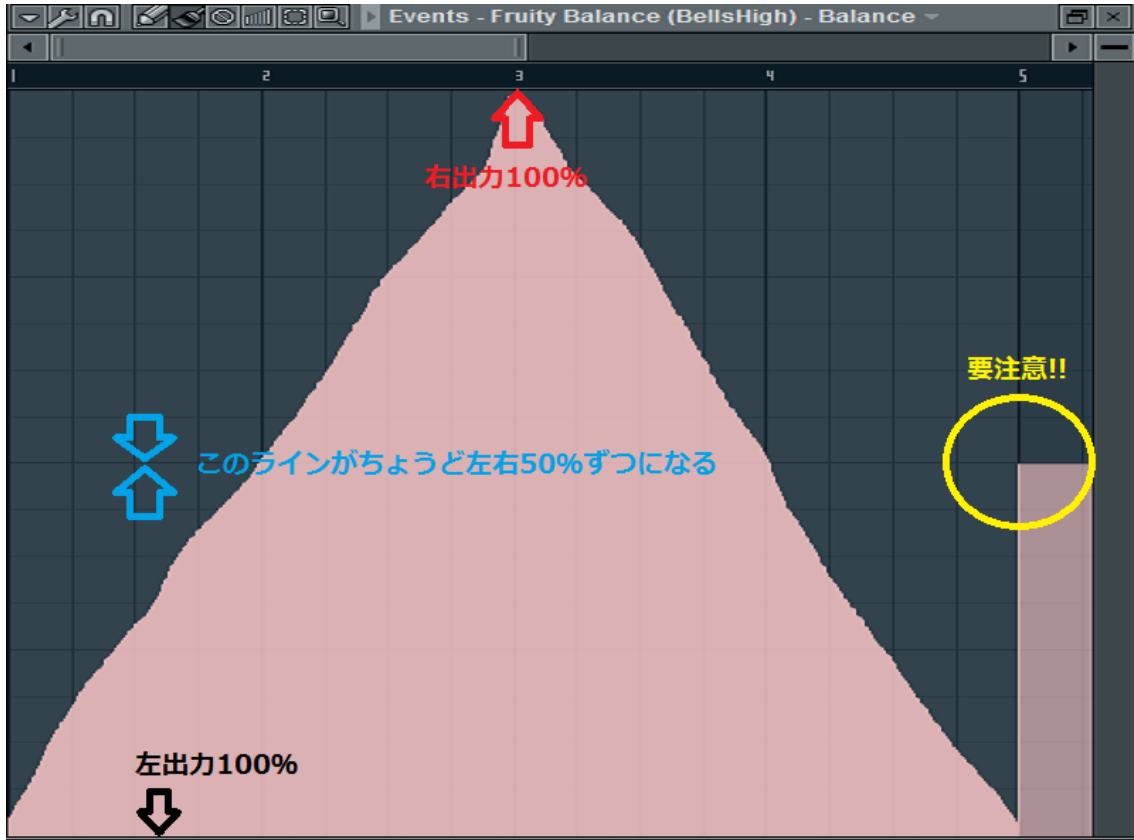 Events - Fruity Balance (BellsHigh) - Balance
1 2 3 4 5
右出力100%
要注意!!
このラインがちょうど左右50%ずつになる
左出力100%